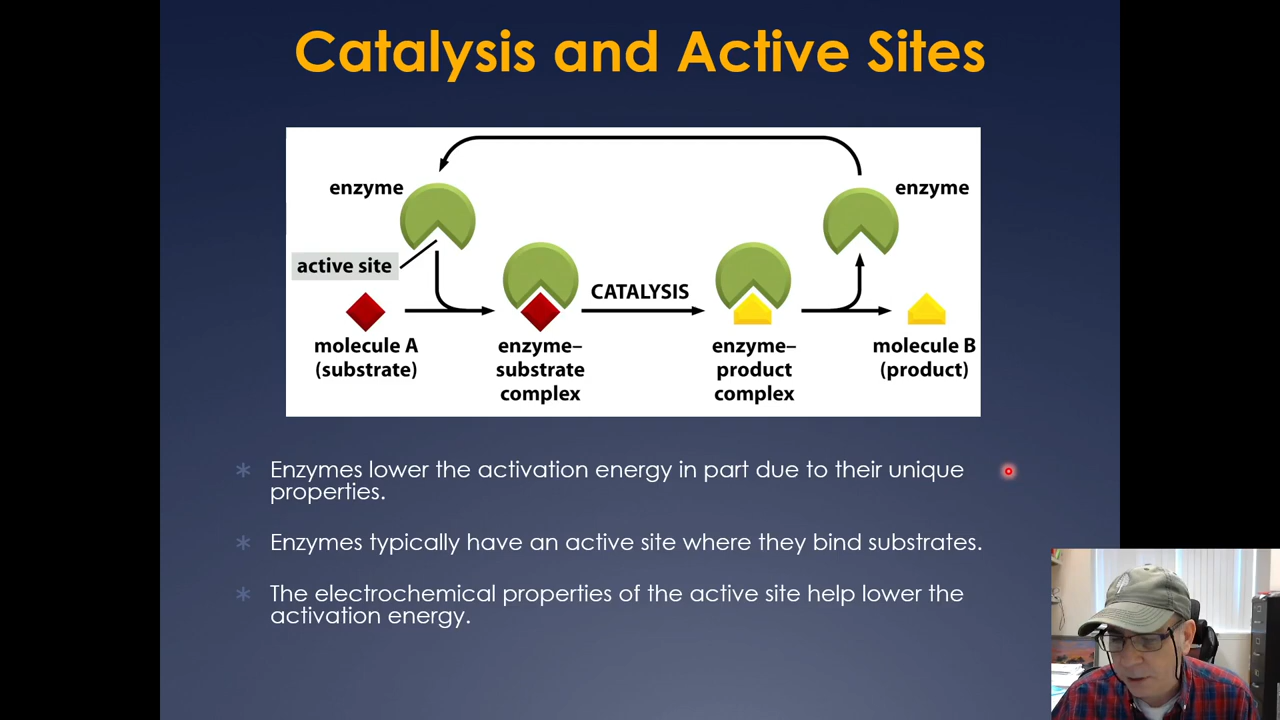 Catalysis and Active Sites
enzyme
enzyme
active site
CATALYSIS
molecule A
(substrate)
enzyme–
substrate
complex
enzyme–
product
complex
molecule B
(product)
Enzymes lower the activation energy in part due to their unique
properties.
Enzymes typically have an active site where they bind substrates.
The electrochemical properties of the active site help lower the
activation energy.